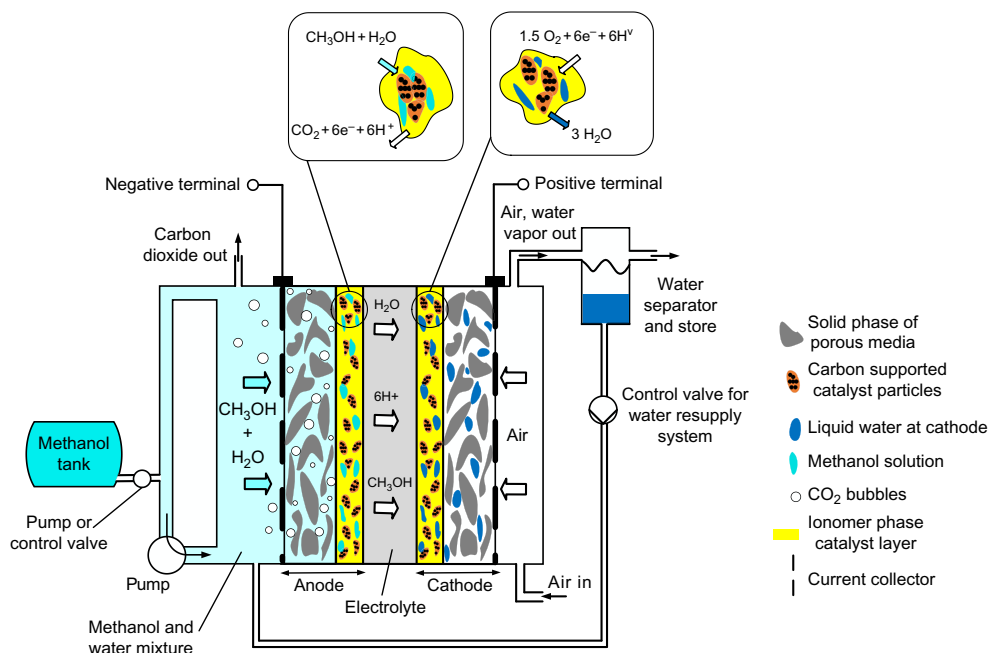 CH₃OH + H₂O
CO₂ + 6e⁻ + 6H⁺
1.5 O₂ + 6e⁻ + 6Hᵛ
3 H₂O
Negative terminal
Positive terminal
Carbon
dioxide out
Air, water
vapor out
Water
separator
and store
H₂O
6H+
CH₃OH
CH₃OH
+
H₂O
Air
Methanol
tank
Pump or
control valve
Pump
Methanol and
water mixture
Anode
Electrolyte
Cathode
Air in
Control valve for
water resupply
system
Solid phase of
porous media
Carbon supported
catalyst particles
Liquid water at cathode
Methanol solution
CO₂ bubbles
Ionomer phase
catalyst layer
Current collector